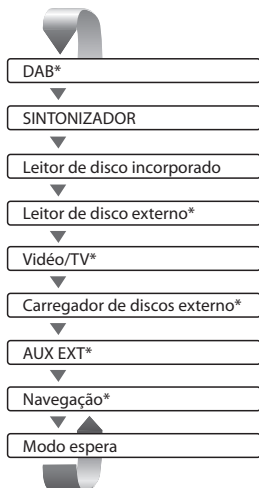 DAB*
SINTONIZADOR
Leitor de disco incorporado
Leitor de disco externo*
Vidéo/TV*
Carregador de discos externo*
AUX EXT*
Navegação*
Modo espera